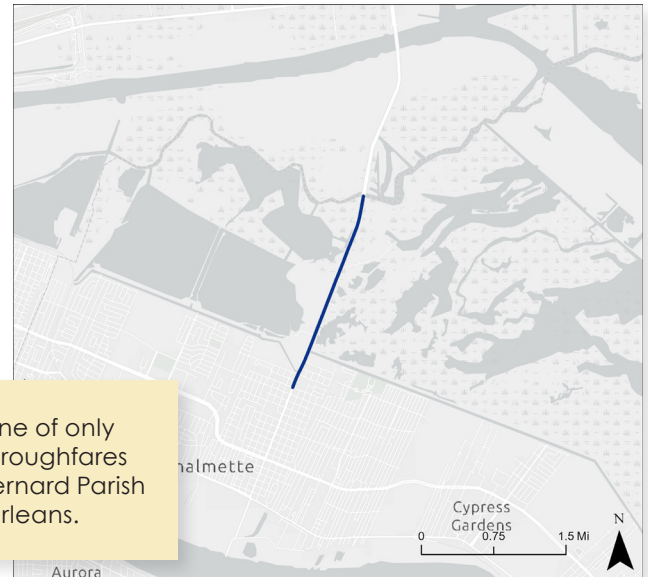 ne of only
roughfares
ernard Parish
rleans.
halmette
Cypress
Gardens
N
0 0.75 1.5 Mi
Aurora